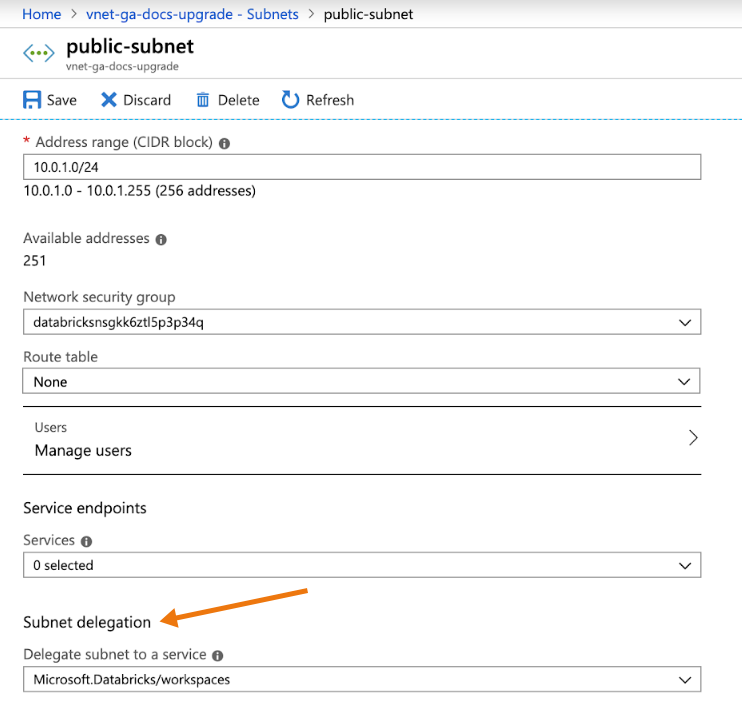 Home > vnet-ga-docs-upgrade - Subnets > public-subnet
public-subnet
vnet-ga-docs-upgrade
Save Discard Delete Refresh
* Address range (CIDR block)
10.0.1.0/24
10.0.1.0 - 10.0.1.255 (256 addresses)
Available addresses
251
Network security group
databricksnsgkk6ztl5p3p34q
Route table
None
Users
Manage users
Service endpoints
Services
0 selected
Subnet delegation
Delegate subnet to a service
Microsoft.Databricks/workspaces